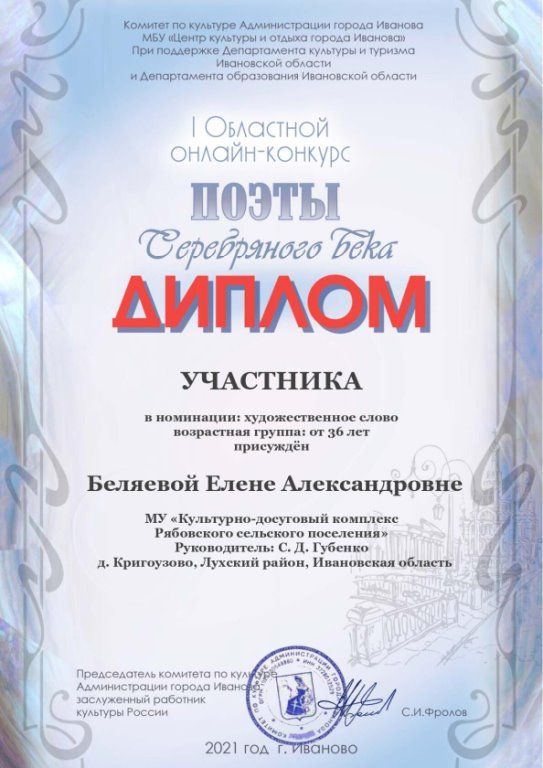 Комитет по культуре Администрации города Иванова
МБУ «Центр культуры и отдыха города Иванова»
При поддержке Департамента культуры и туризма
Ивановской области
и Департамента образования Ивановской области
I Областной
онлайн-конкурс
ПОЭТЫ
Серебряного века
ДИПЛОМ
УЧАСТНИКА
в номинации: художественное слово
возрастная группа: от 36 лет
присуждён
Беляевой Елене Александровне
МУ «Культурно-досуговый комплекс
Рябовского сельского поселения»
Руководитель: С. Д. Губенко
д. Кригоузово, Лухский район, Ивановская область
Председатель комитета по культуре
Администрации города Иванова,
заслуженный работник
культуры России
С.И.Фролов
2021 год г. Иваново